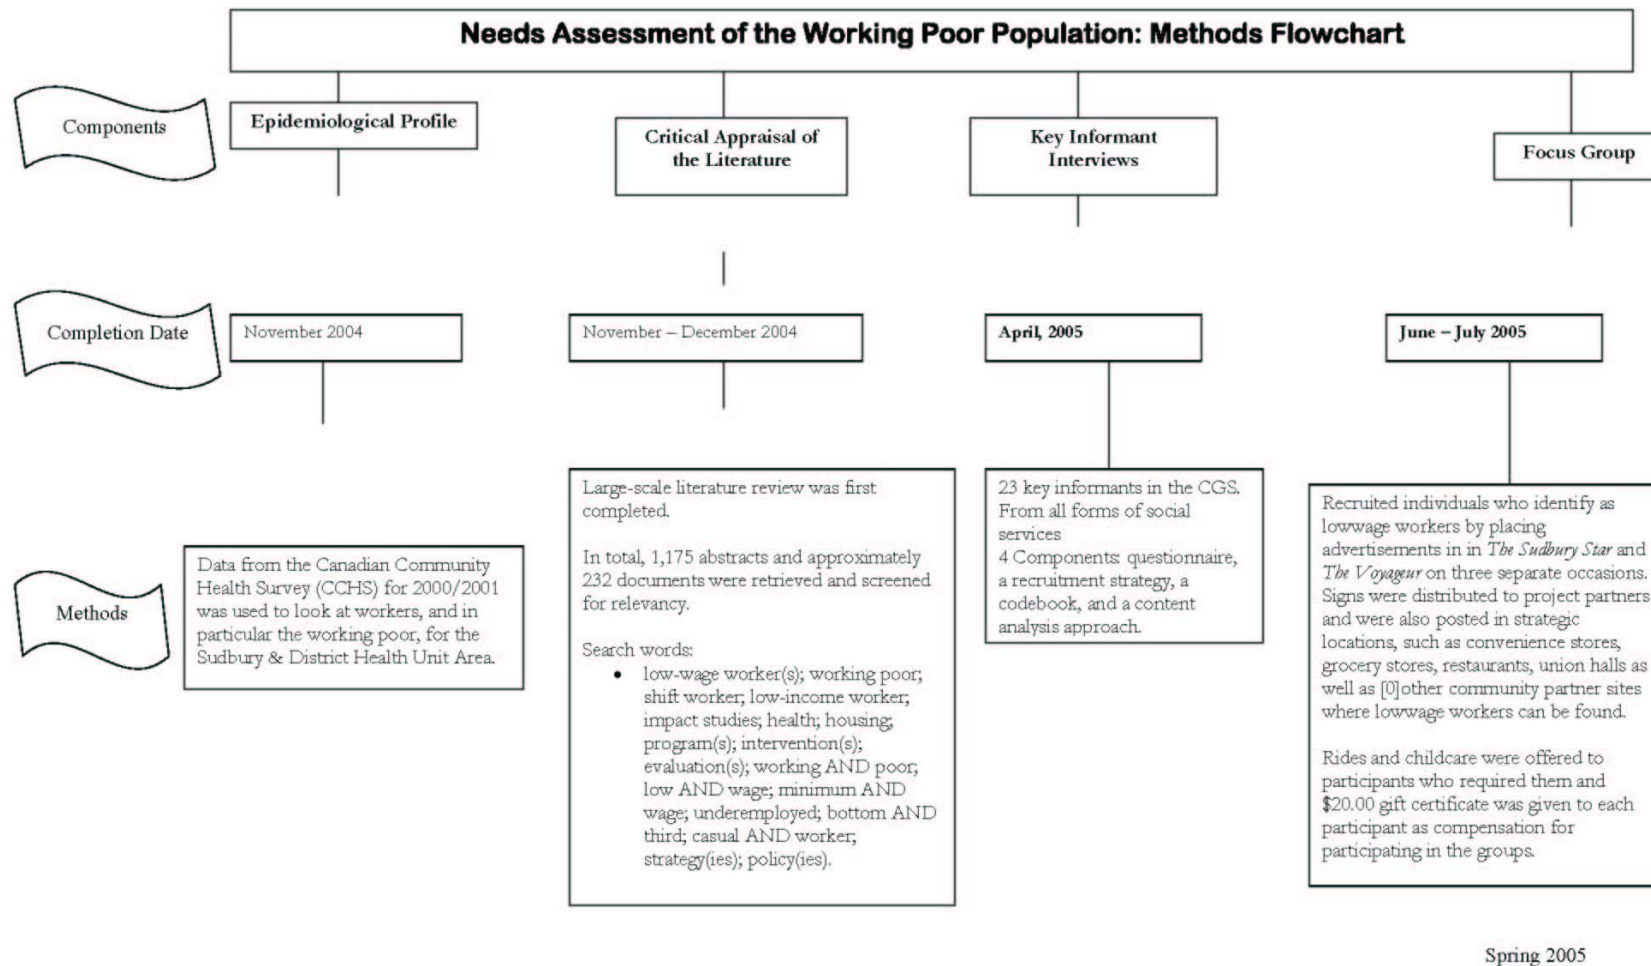 Needs Assessment of the Working Poor Population: Methods Flowchart
Components
Epidemiological Profile
Critical Appraisal of
the Literature
Key Informant
Interviews
Focus Group
Completion Date
November 2004
November – December 2004
April, 2005
June – July 2005
Methods
Data from the Canadian Community
Health Survey (CCHS) for 2000/2001
was used to look at workers, and in
particular the working poor, for the
Sudbury & District Health Unit Area.
Large-scale literature review was first
completed.
In total, 1,175 abstracts and approximately
232 documents were retrieved and screened
for relevancy.
Search words:
• low-wage worker(s); working poor;
shift worker; low-income worker;
impact studies; health; housing;
program(s); intervention(s);
evaluation(s); working AND poor;
low AND wage; minimum AND
wage; underemployed; bottom AND
third; casual AND worker;
strategy(ies); policy(ies).
23 key informants in the CGS.
From all forms of social
services
4 Components: questionnaire,
a recruitment strategy, a
codebook, and a content
analysis approach.
Recruited individuals who identify as
lowwage workers by placing
advertisements in in The Sudbury Star and
The Voyageur on three separate occasions.
Signs were distributed to project partners
and were also posted in strategic
locations, such as convenience stores,
grocery stores, restaurants, union halls as
well as [0]other community partner sites
where lowwage workers can be found.
Rides and childcare were offered to
participants who required them and
$20.00 gift certificate was given to each
participant as compensation for
participating in the groups.
Spring 2005